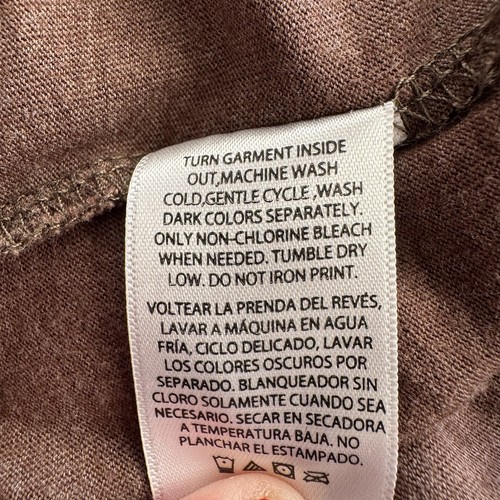 TURN GARMENT INSIDE
OUT,MACHINE WASH
COLD,GENTLE CYCLE ,WASH
DARK COLORS SEPARATELY.
ONLY NON-CHLORINE BLEACH
WHEN NEEDED. TUMBLE DRY
LOW. DO NOT IRON PRINT.
VOLTEAR LA PRENDA DEL REVÉS,
LAVAR A MÁQUINA EN AGUA
FRÍA, CICLO DELICADO, LAVAR
LOS COLORES OSCUROS POR
SEPARADO. BLANQUEADOR SIN
CLORO SOLAMENTE CUANDO SEA
NECESARIO. SECAR EN SECADORA
A TEMPERATURA BAJA. NO
PLANCHAR EL ESTAMPADO.